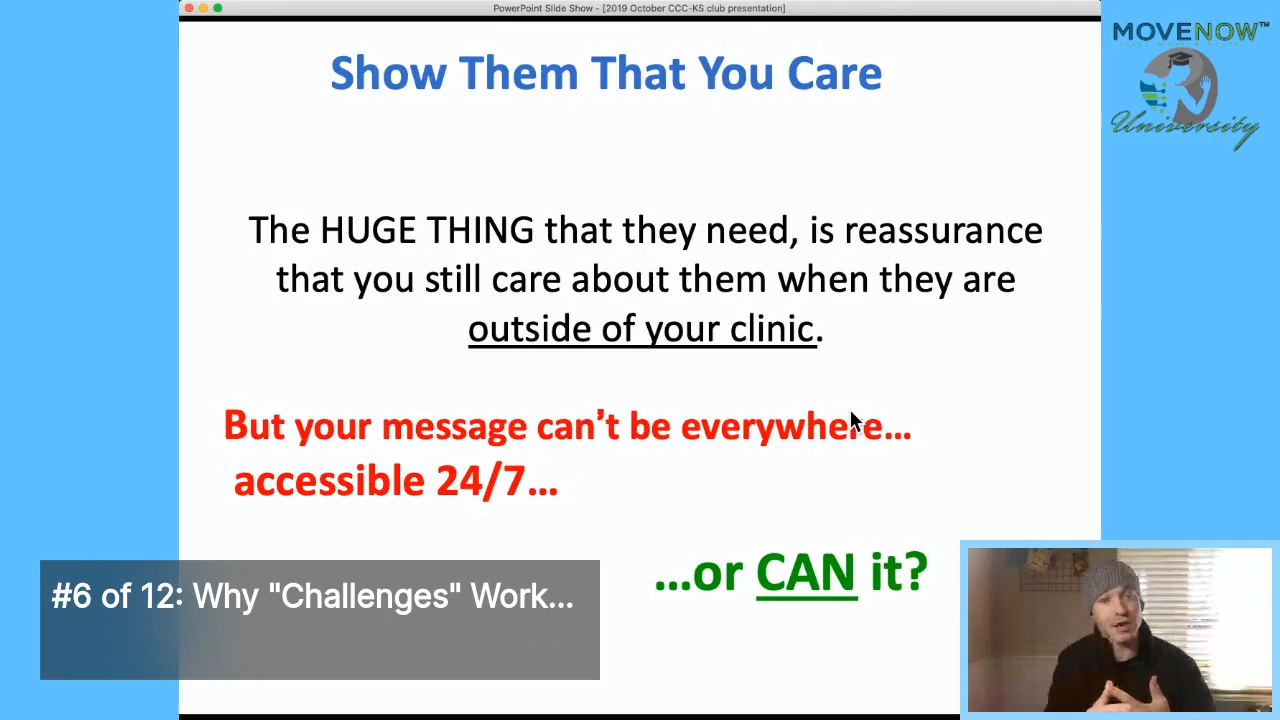 PowerPoint Slide Show - [2019 October CCC-KS club presentation]
MOVENOW™
University
Show Them That You Care
The HUGE THING that they need, is reassurance
that you still care about them when they are
outside of your clinic.
But your message can’t be everywhere...
accessible 24/7...
...or CAN it?
#6 of 12: Why "Challenges" Work...